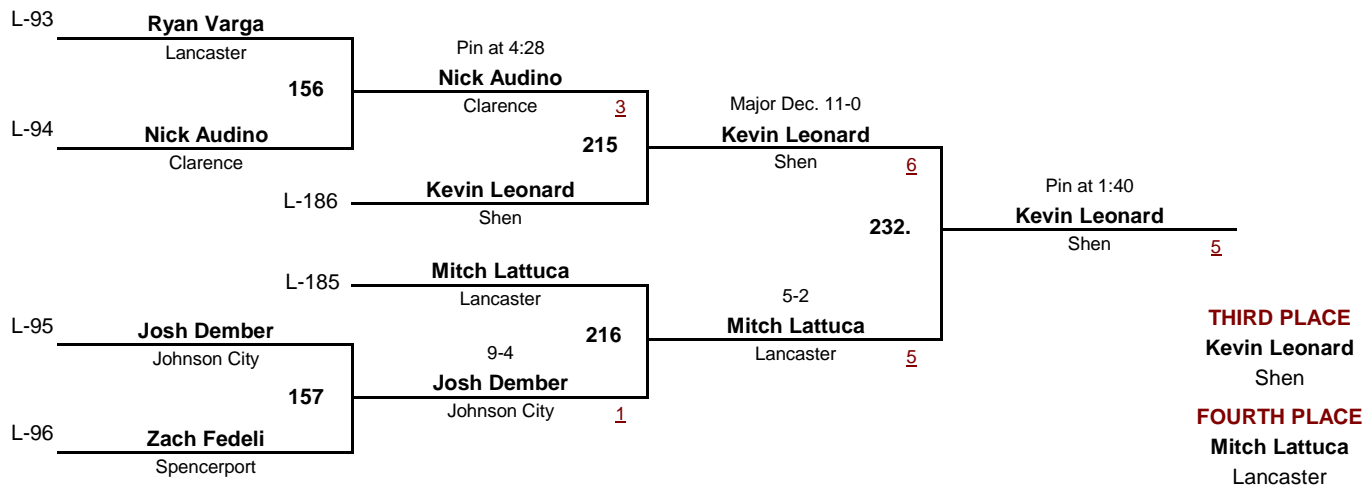 L-93
Ryan Varga
Lancaster
156
L-94
Nick Audino
Clarence
Pin at 4:28
Nick Audino
Clarence
3
215
L-186
Kevin Leonard
Shen
Major Dec. 11-0
Kevin Leonard
Shen
6
232.
Pin at 1:40
Kevin Leonard
Shen
5
L-185
Mitch Lattuca
Lancaster
216
5-2
Mitch Lattuca
Lancaster
5
L-95
Josh Dember
Johnson City
157
9-4
Josh Dember
Johnson City
1
L-96
Zach Fedeli
Spencerport
THIRD PLACE
Kevin Leonard
Shen
FOURTH PLACE
Mitch Lattuca
Lancaster